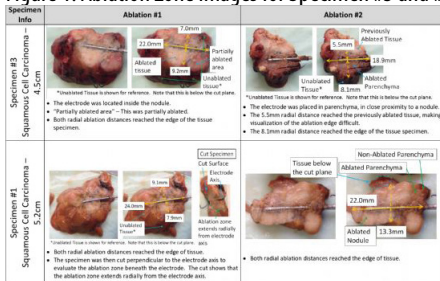 Specimen Info
Ablation #1
Ablation #2
Specimen #3
Squamous Cell Carcinoma –
4.5cm
7.0mm
22.0mm
Partially ablated area
Ablated tissue
9.2mm
Unablated tissue*
*Unablated Tissue is shown for reference. Note that this is below the cut plane.
• The electrode was located inside the nodule.
• "Partially ablated area" – This was partially ablated.
• Both radial ablation distances reached the edges of the tissue
specimen.
Previously Ablated Tissue
5.5mm
18.9mm
Unablated Tissue*
8.1mm
Ablated Parenchyma
*Unablated Tissue is shown for reference. Note that this is below the cut plane.
• The electrode was placed in parenchyma, in close proximity to a nodule.
• The 5.5mm radial distance reached the previously ablated tissue, making
visualization of the ablation edge difficult.
• The 8.1mm radial distance reached the edge of the tissue specimen.
Specimen #1
Squamous Cell Carcinoma –
5.2cm
9.1mm
24.0mm
7.9mm
Unablated Tissue*
Cut Specimen
Cut Surface
Electrode Axis
Ablation zone
extends radially
from electrode
axis
*Unablated Tissue is shown for reference. Note that this is below the cut plane.
• Both radial ablation distances reached the edge of tissue.
• The specimen was then cut perpendicular to the electrode axis to
evaluate the ablation zone beneath the electrode. The cut shows that
the ablation zone extends radially from the electrode axis.
Non-Ablated Parenchyma
Tissue below
the cut plane
Ablated Parenchyma
22.0mm
Ablated
Nodule
13.3mm
• Both radial ablation distances reached the edge of tissue.